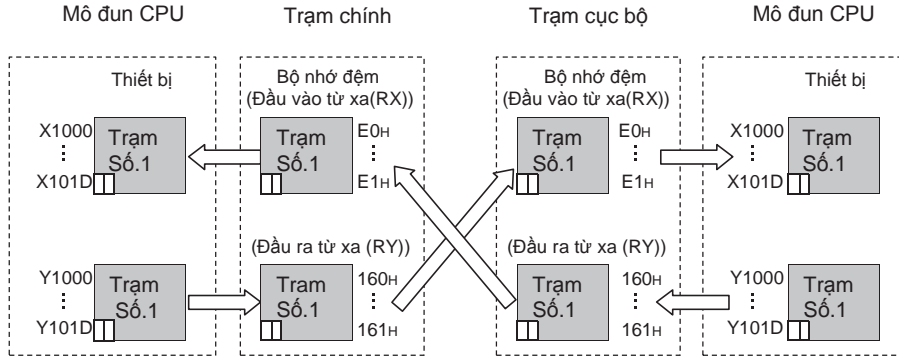 Mô đun CPU
Trạm chính
Trạm cục bộ
Mô đun CPU
Thiết bị
Bộ nhớ đệm
(Đầu vào từ xa(RX))
Bộ nhớ đệm
(Đầu vào từ xa(RX))
Thiết bị
X1000
X101D
Trạm
Số.1
Trạm
Số.1
E0H
E1H
Trạm
Số.1
E0H
E1H
X1000
X101D
Trạm
Số.1
(Đầu ra từ xa (RY))
(Đầu ra từ xa (RY))
Y1000
Y101D
Trạm
Số.1
Trạm
Số.1
160H
161H
Trạm
Số.1
160H
161H
Y1000
Y101D
Trạm
Số.1